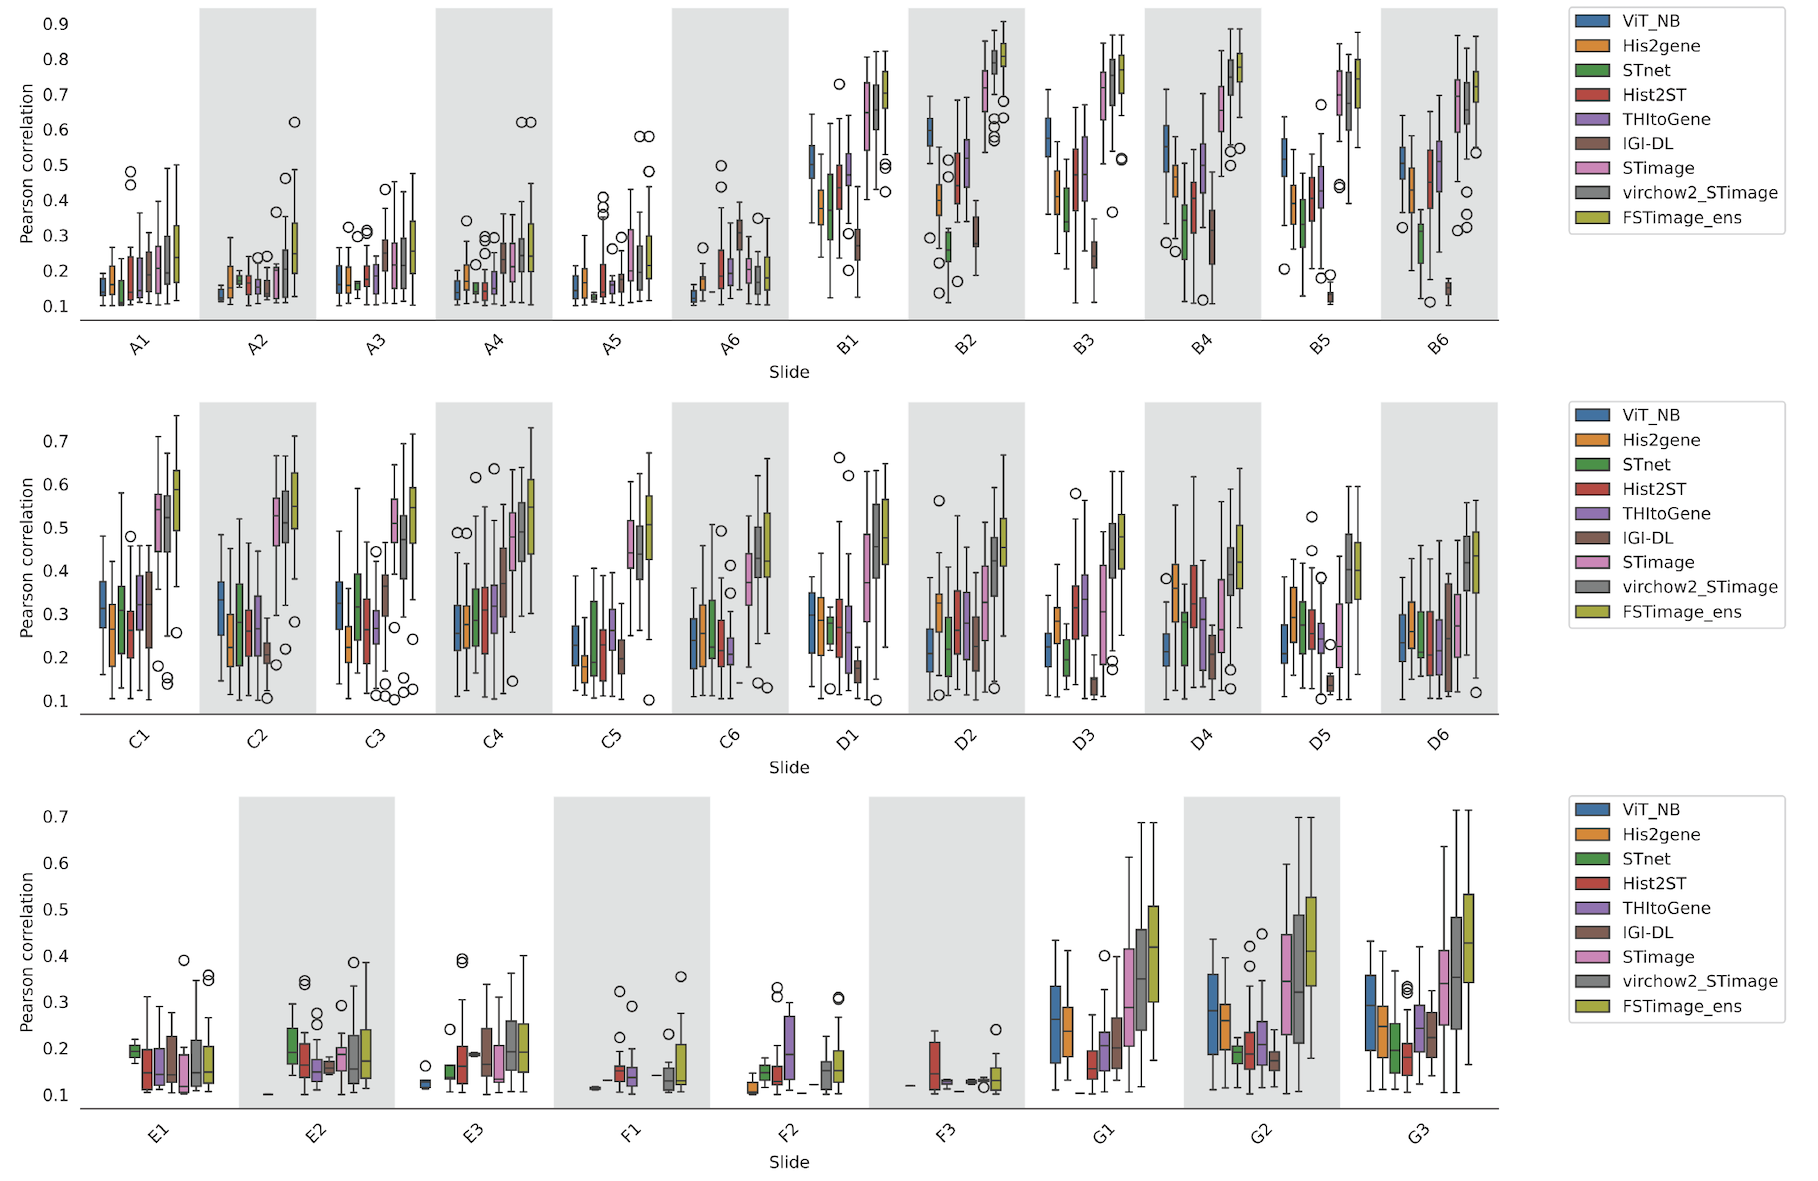 Pearson correlation
0.9
0.8
0.7
0.6
0.5
0.4
0.3
0.2
0.1
A1 A2 A3 A4 A5 A6 B1 B2 B3 B4 B5 B6
Slide
ViT_NB
His2gene
STnet
Hist2ST
THItoGene
IGI-DL
STimage
virchow2_STimage
FSTimage_ens
Pearson correlation
0.7
0.6
0.5
0.4
0.3
0.2
0.1
C1 C2 C3 C4 C5 C6 D1 D2 D3 D4 D5 D6
Slide
ViT_NB
His2gene
STnet
Hist2ST
THItoGene
IGI-DL
STimage
virchow2_STimage
FSTimage_ens
Pearson correlation
0.7
0.6
0.5
0.4
0.3
0.2
0.1
E1 E2 E3 F1 F2 F3 G1 G2 G3
Slide
ViT_NB
His2gene
STnet
Hist2ST
THItoGene
IGI-DL
STimage
virchow2_STimage
FSTimage_ens